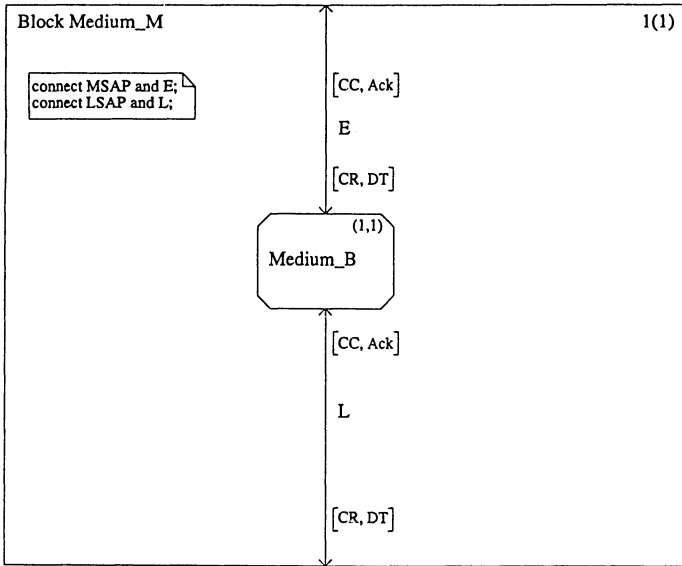 Block Medium_M
1(1)
connect MSAP and E;
connect LSAP and L;
[CC, Ack]
E
[CR, DT]
(1,1)
Medium_B
[CC, Ack]
L
[CR, DT]